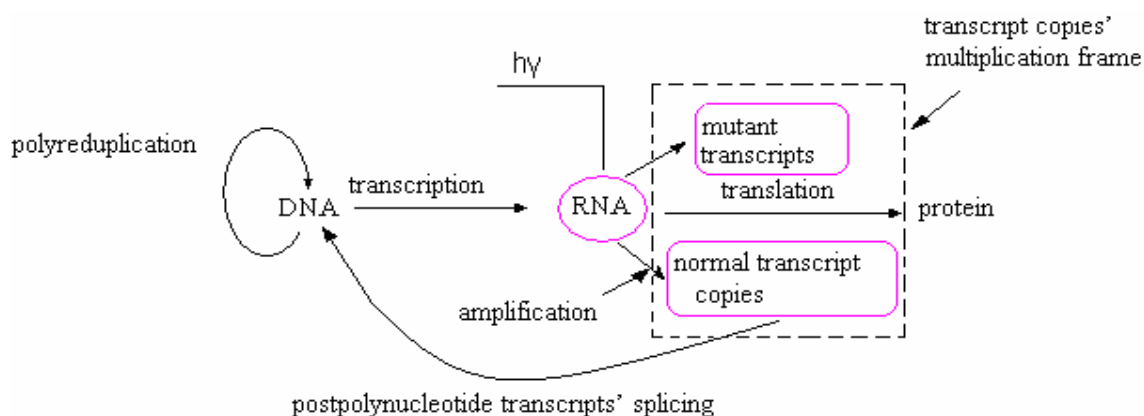 transcript copies'
multiplication frame
hγ
mutant
transcripts
polyreduplication
transcription
DNA
RNA
translation
protein
normal transcript
copies
amplification
postpolynucleotide transcripts' splicing